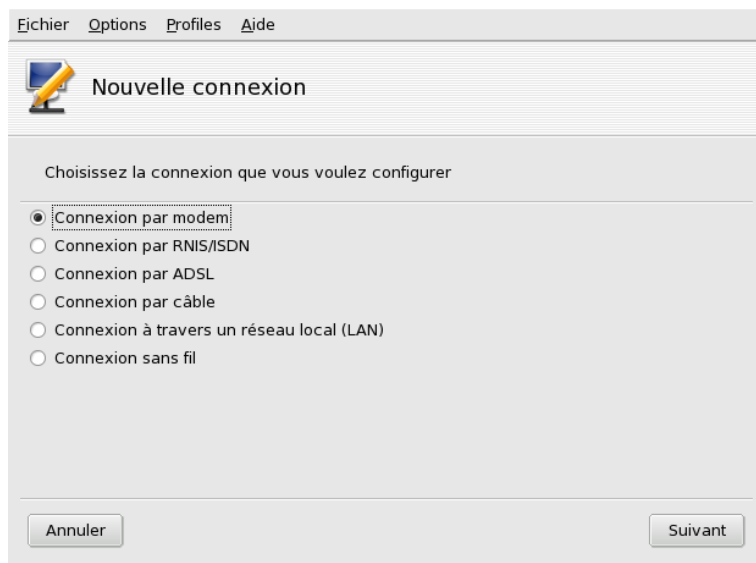 Fichier Options Profiles Aide
Nouvelle connexion
Choisissez la connexion que vous voulez configurer
Connexion par modem
Connexion par RNIS/ISDN
Connexion par ADSL
Connexion par câble
Connexion à travers un réseau local (LAN)
Connexion sans fil
Annuler Suivant